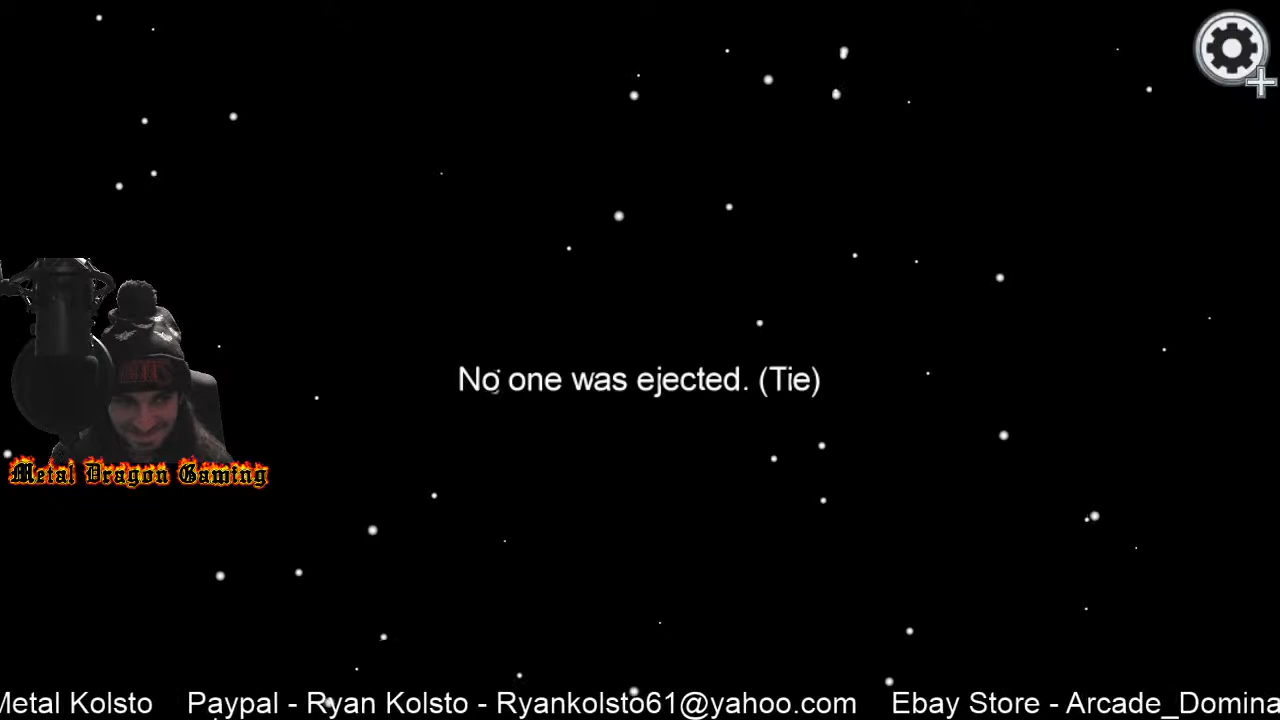 No one was ejected. (Tie)
Metal Dragon Gaming
Metal Kolsto Paypal - Ryan Kolsto - Ryankolsto61@yahoo.com Ebay Store - Arcade_Domina